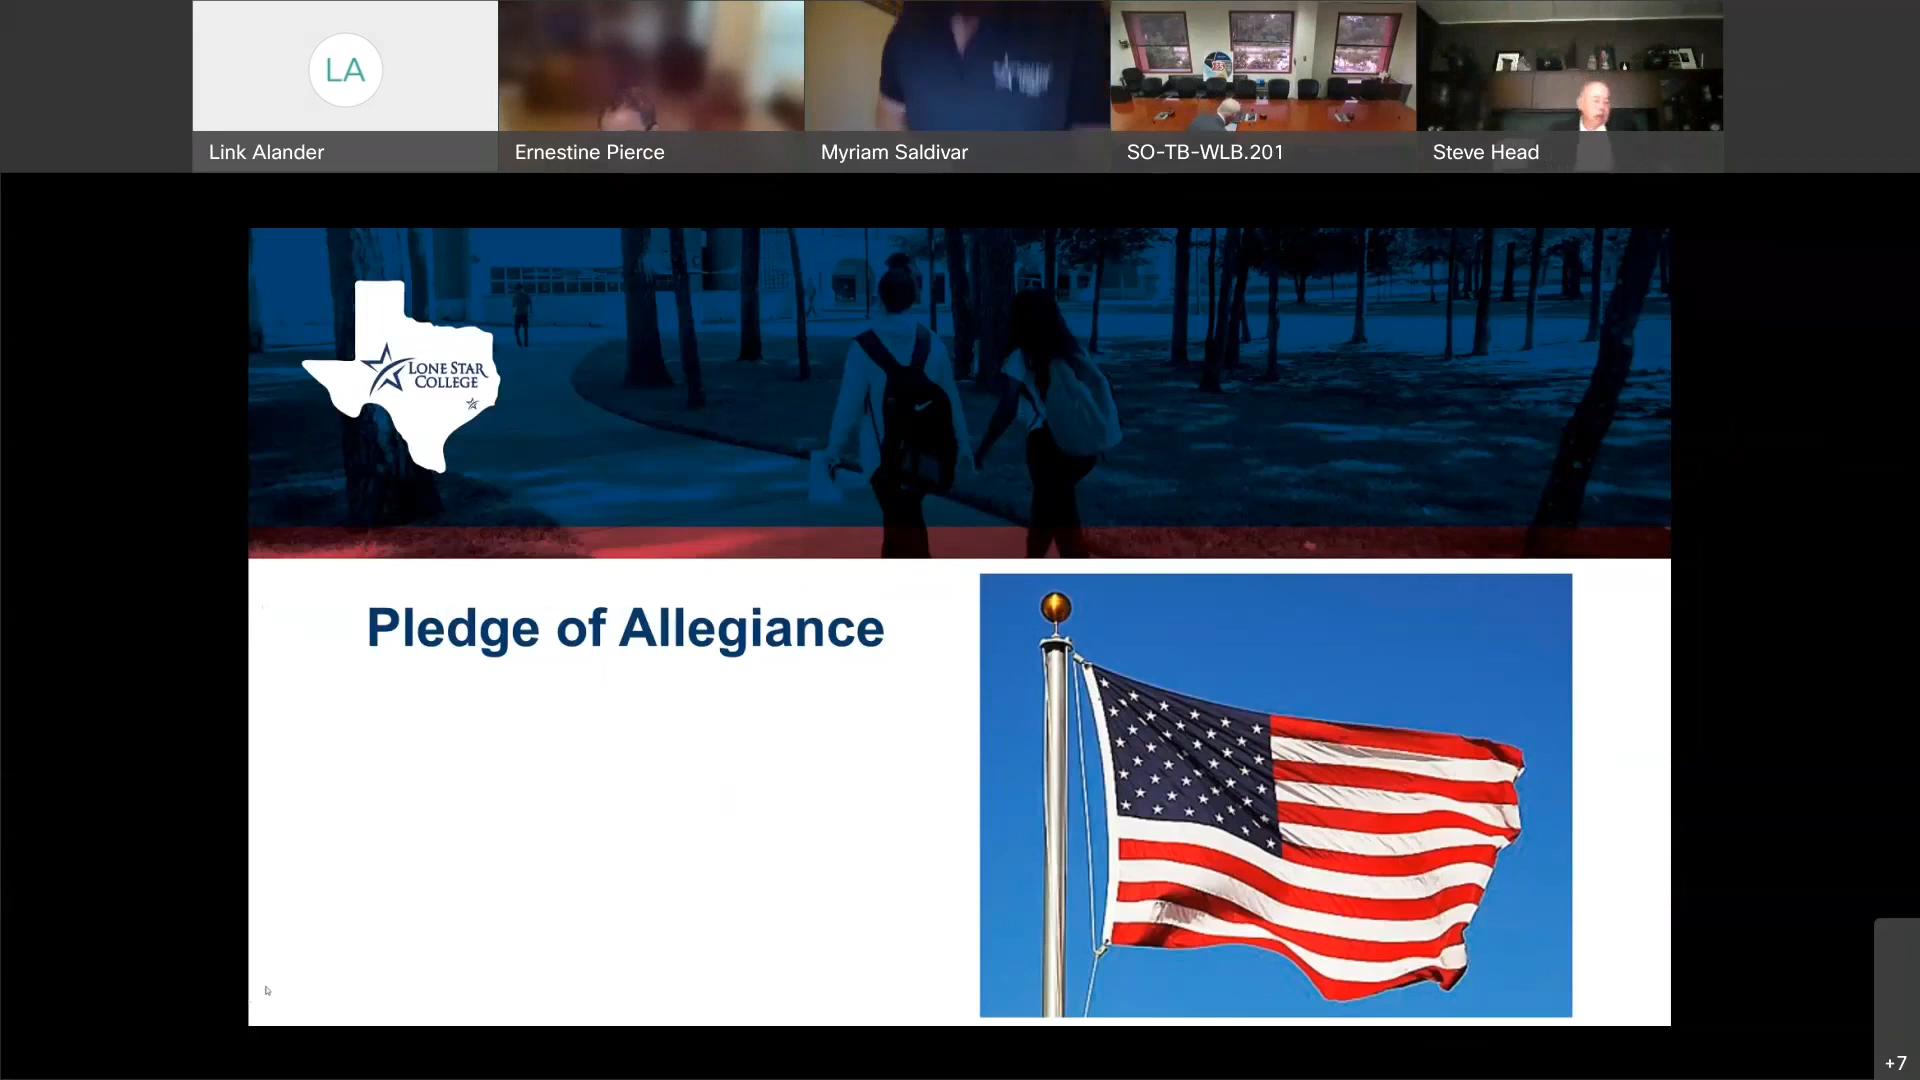 LA
Link Alander
Ernestine Pierce
Myriam Saldivar
SO-TB-WLB.201
Steve Head
LONE STAR
COLLEGE
Pledge of Allegiance
+7